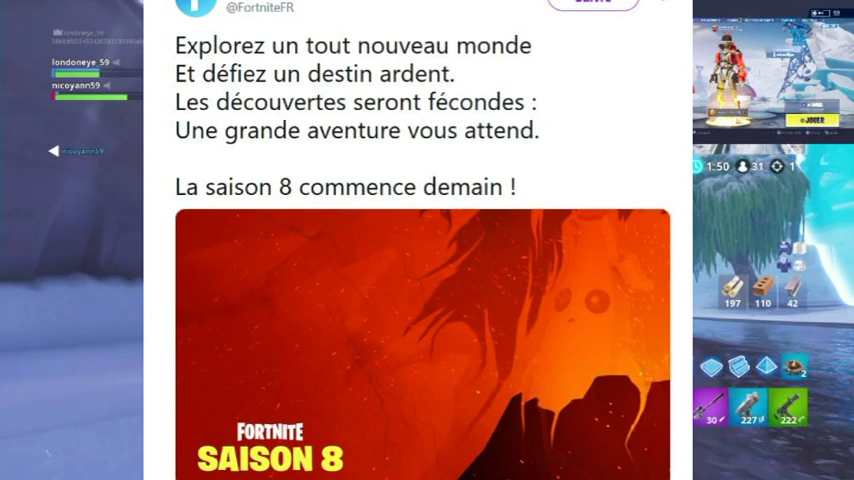 @FortniteFR
Explorez un tout nouveau monde
Et défiez un destin ardent.
Les découvertes seront fécondes :
Une grande aventure vous attend.
La saison 8 commence demain !
FORTNITE
SAISON 8
londoneye_59
nicoyann59
nicoyann59
JOUER
1:50 31 1
197 110 42
2
30 227 222